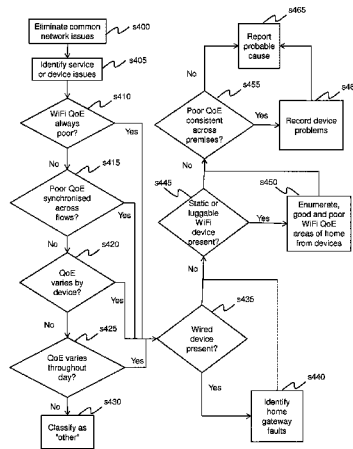 Eliminate common
network issues
s400
Identify service
or device issues
s405
WiFi QoE
always
poor?
s410
Yes
No
Poor QoE
synchronised
across
flows?
s415
Yes
No
QoE
varies by
device?
s420
Yes
No
QoE varies
throughout
day?
s425
Yes
No
Classify as
"other"
s430
Wired
device
present?
s435
No
Yes
Identify
home
gateway
faults
s440
Static or
luggable
WiFi
device
present?
s445
No
Yes
Enumerate,
good and poor
WiFi QoE
areas of home
from devices
s450
Poor QoE
consistent
across
premises?
s455
No
Yes
Record device
problems
Report
probable
cause
s465